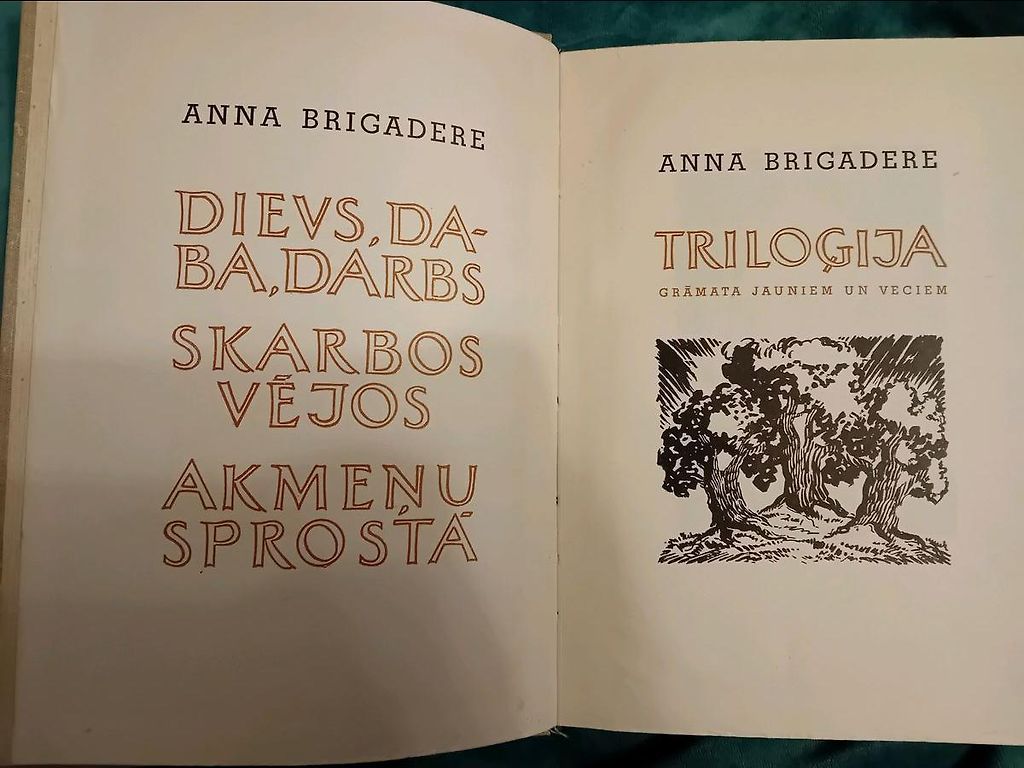 ANNA BRIGADERE
DIEVS, DA-
BA, DARBS
SKARBOS
VĒJOS
AKMEŅU
SPROSTĀ
ANNA BRIGADERE
TRILOĢIJA
GRĀMATA JAUNIEM UN VECIEM